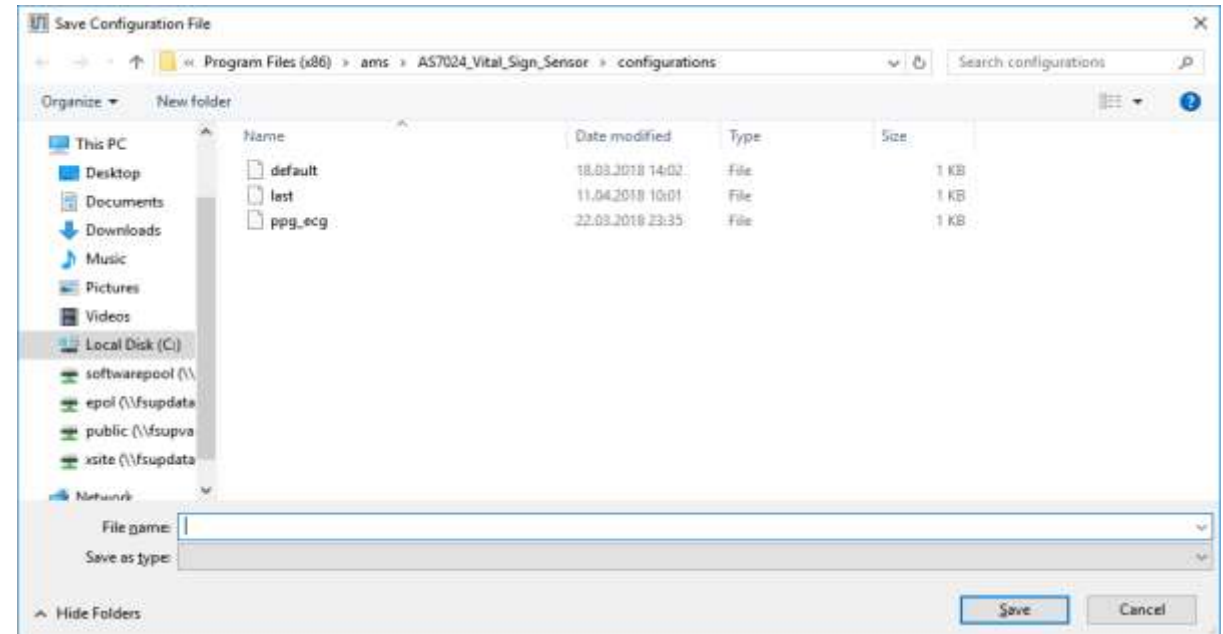 Save Configuration File
« Program Files (x86) › ams › AS7024_Vital_Sign_Sensor › configurations Search configurations
Organize New folder
Name Date modified Type Size
This PC
Desktop
Documents
Downloads
Music
Pictures
Videos
Local Disk (C:)
softwarepool (\\
epol (\\fsupdata
public (\\fsupva
xsite (\\fsupdata
Network
default 18.03.2018 14:02 File 1 KB
last 11.04.2018 10:01 File 1 KB
ppg_ecg 22.03.2018 23:35 File 1 KB
File name:
Save as type:
Hide Folders Save Cancel